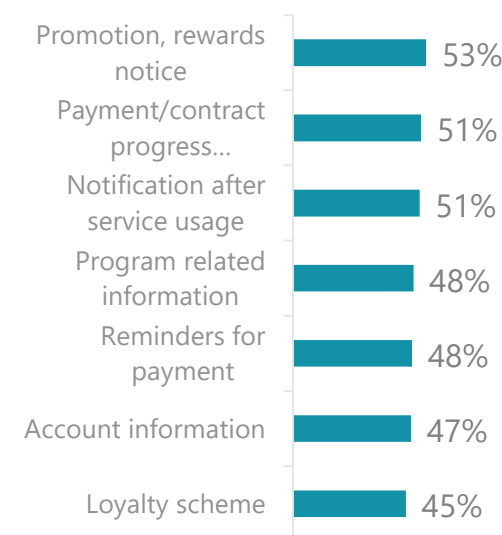 Promotion, rewards
notice
53%
Payment/contract
progress...
51%
Notification after
service usage
51%
Program related
information
48%
Reminders for
payment
48%
Account information
47%
Loyalty scheme
45%